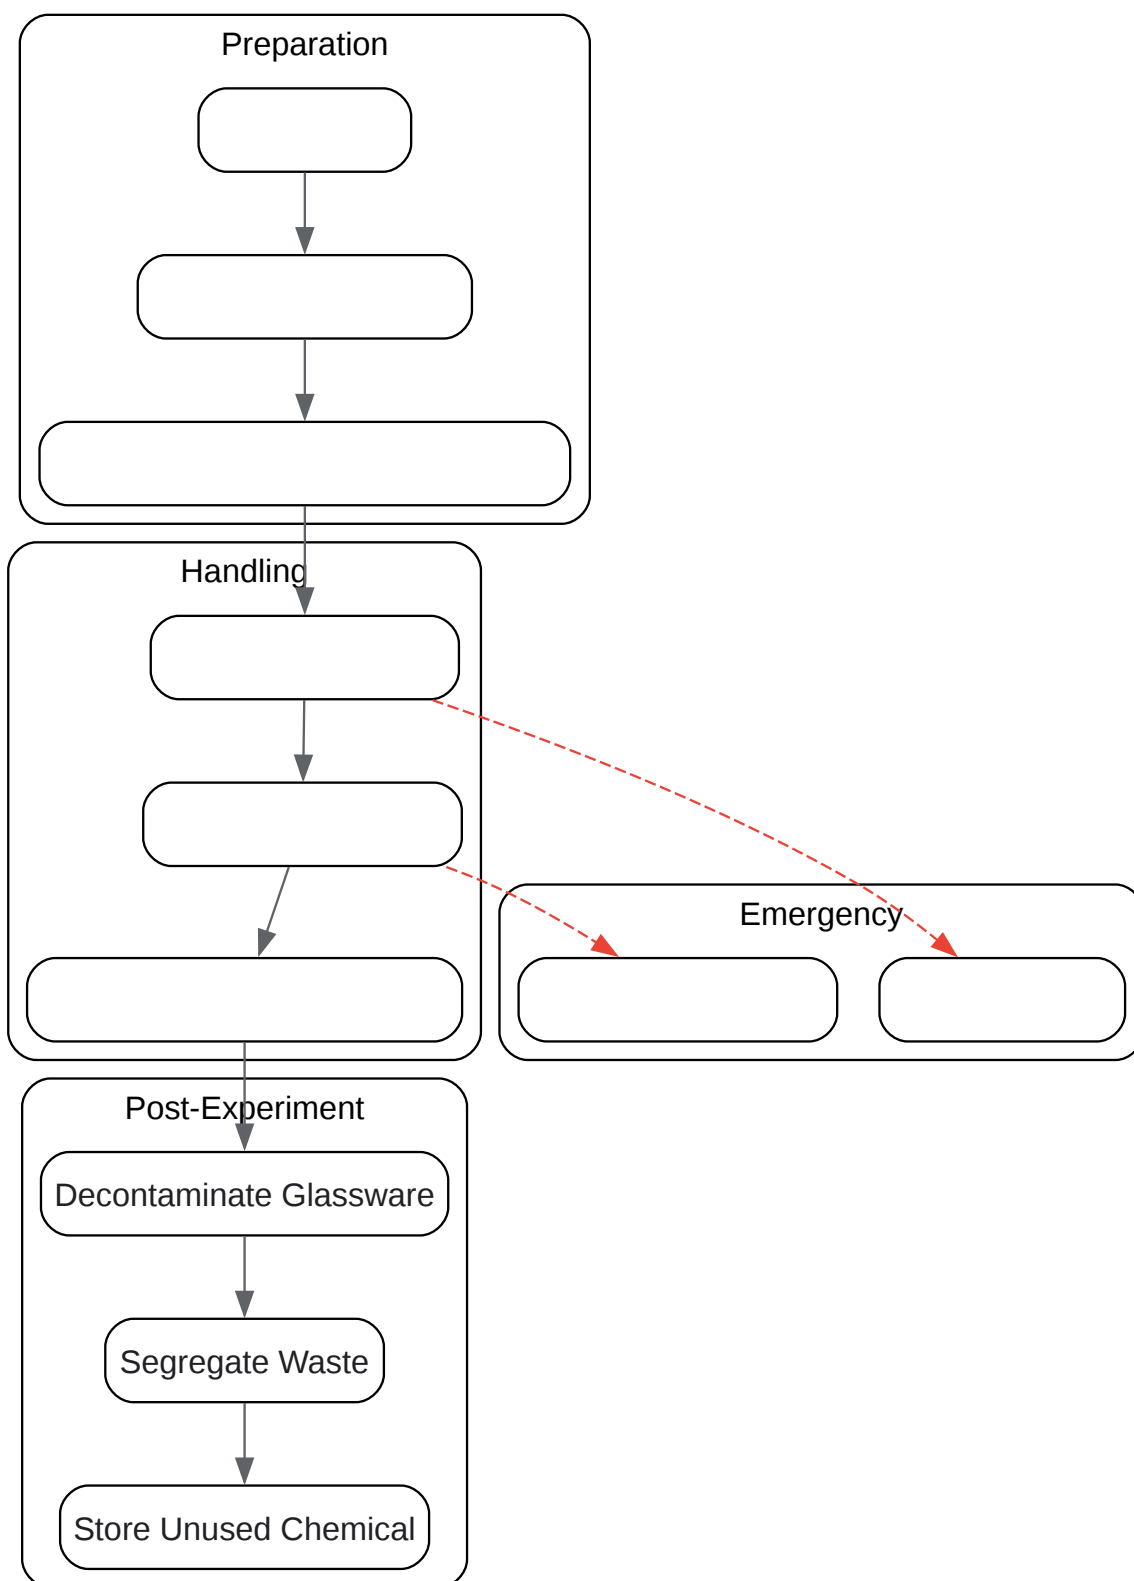 Preparation
Handling
Emergency
Post-Experiment
Decontaminate Glassware
Segregate Waste
Store Unused Chemical